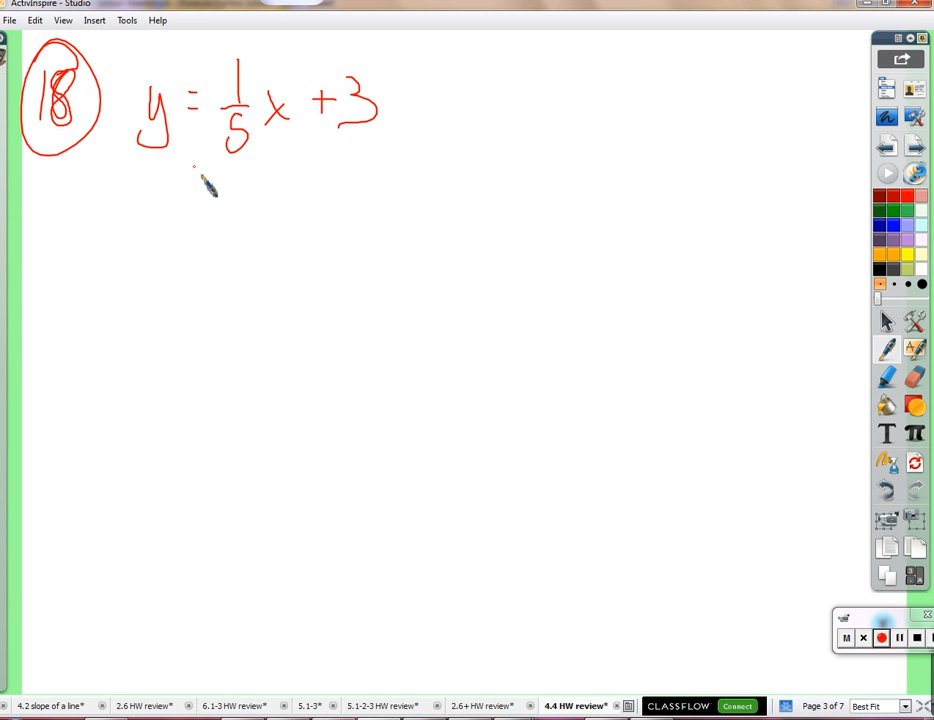 ActivInspire - Studio
File Edit View Insert Tools Help
18 y = 1/5 x + 3
M
4.2 slope of a line* 2.6 HW review* 6.1-3 HW review* 5.1-3* 5.1-2-3 HW review* 2.6+ HW review* 4.4 HW review* CLASSFLOW Connect Page 3 of 7 Best Fit